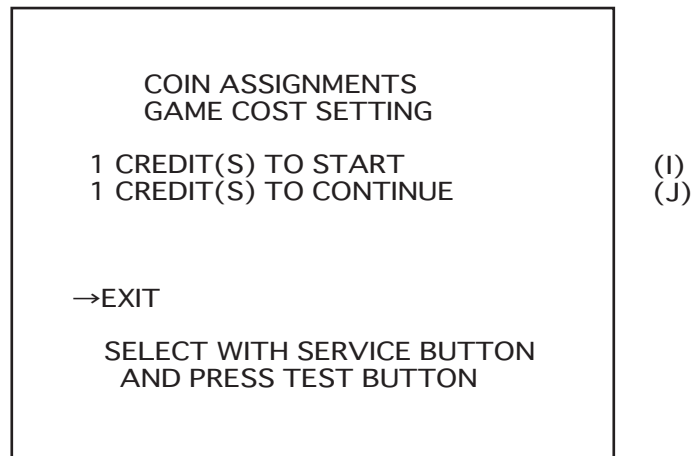 COIN ASSIGNMENTS
GAME COST SETTING
1 CREDIT(S) TO START (I)
1 CREDIT(S) TO CONTINUE (J)
→EXIT
SELECT WITH SERVICE BUTTON
AND PRESS TEST BUTTON